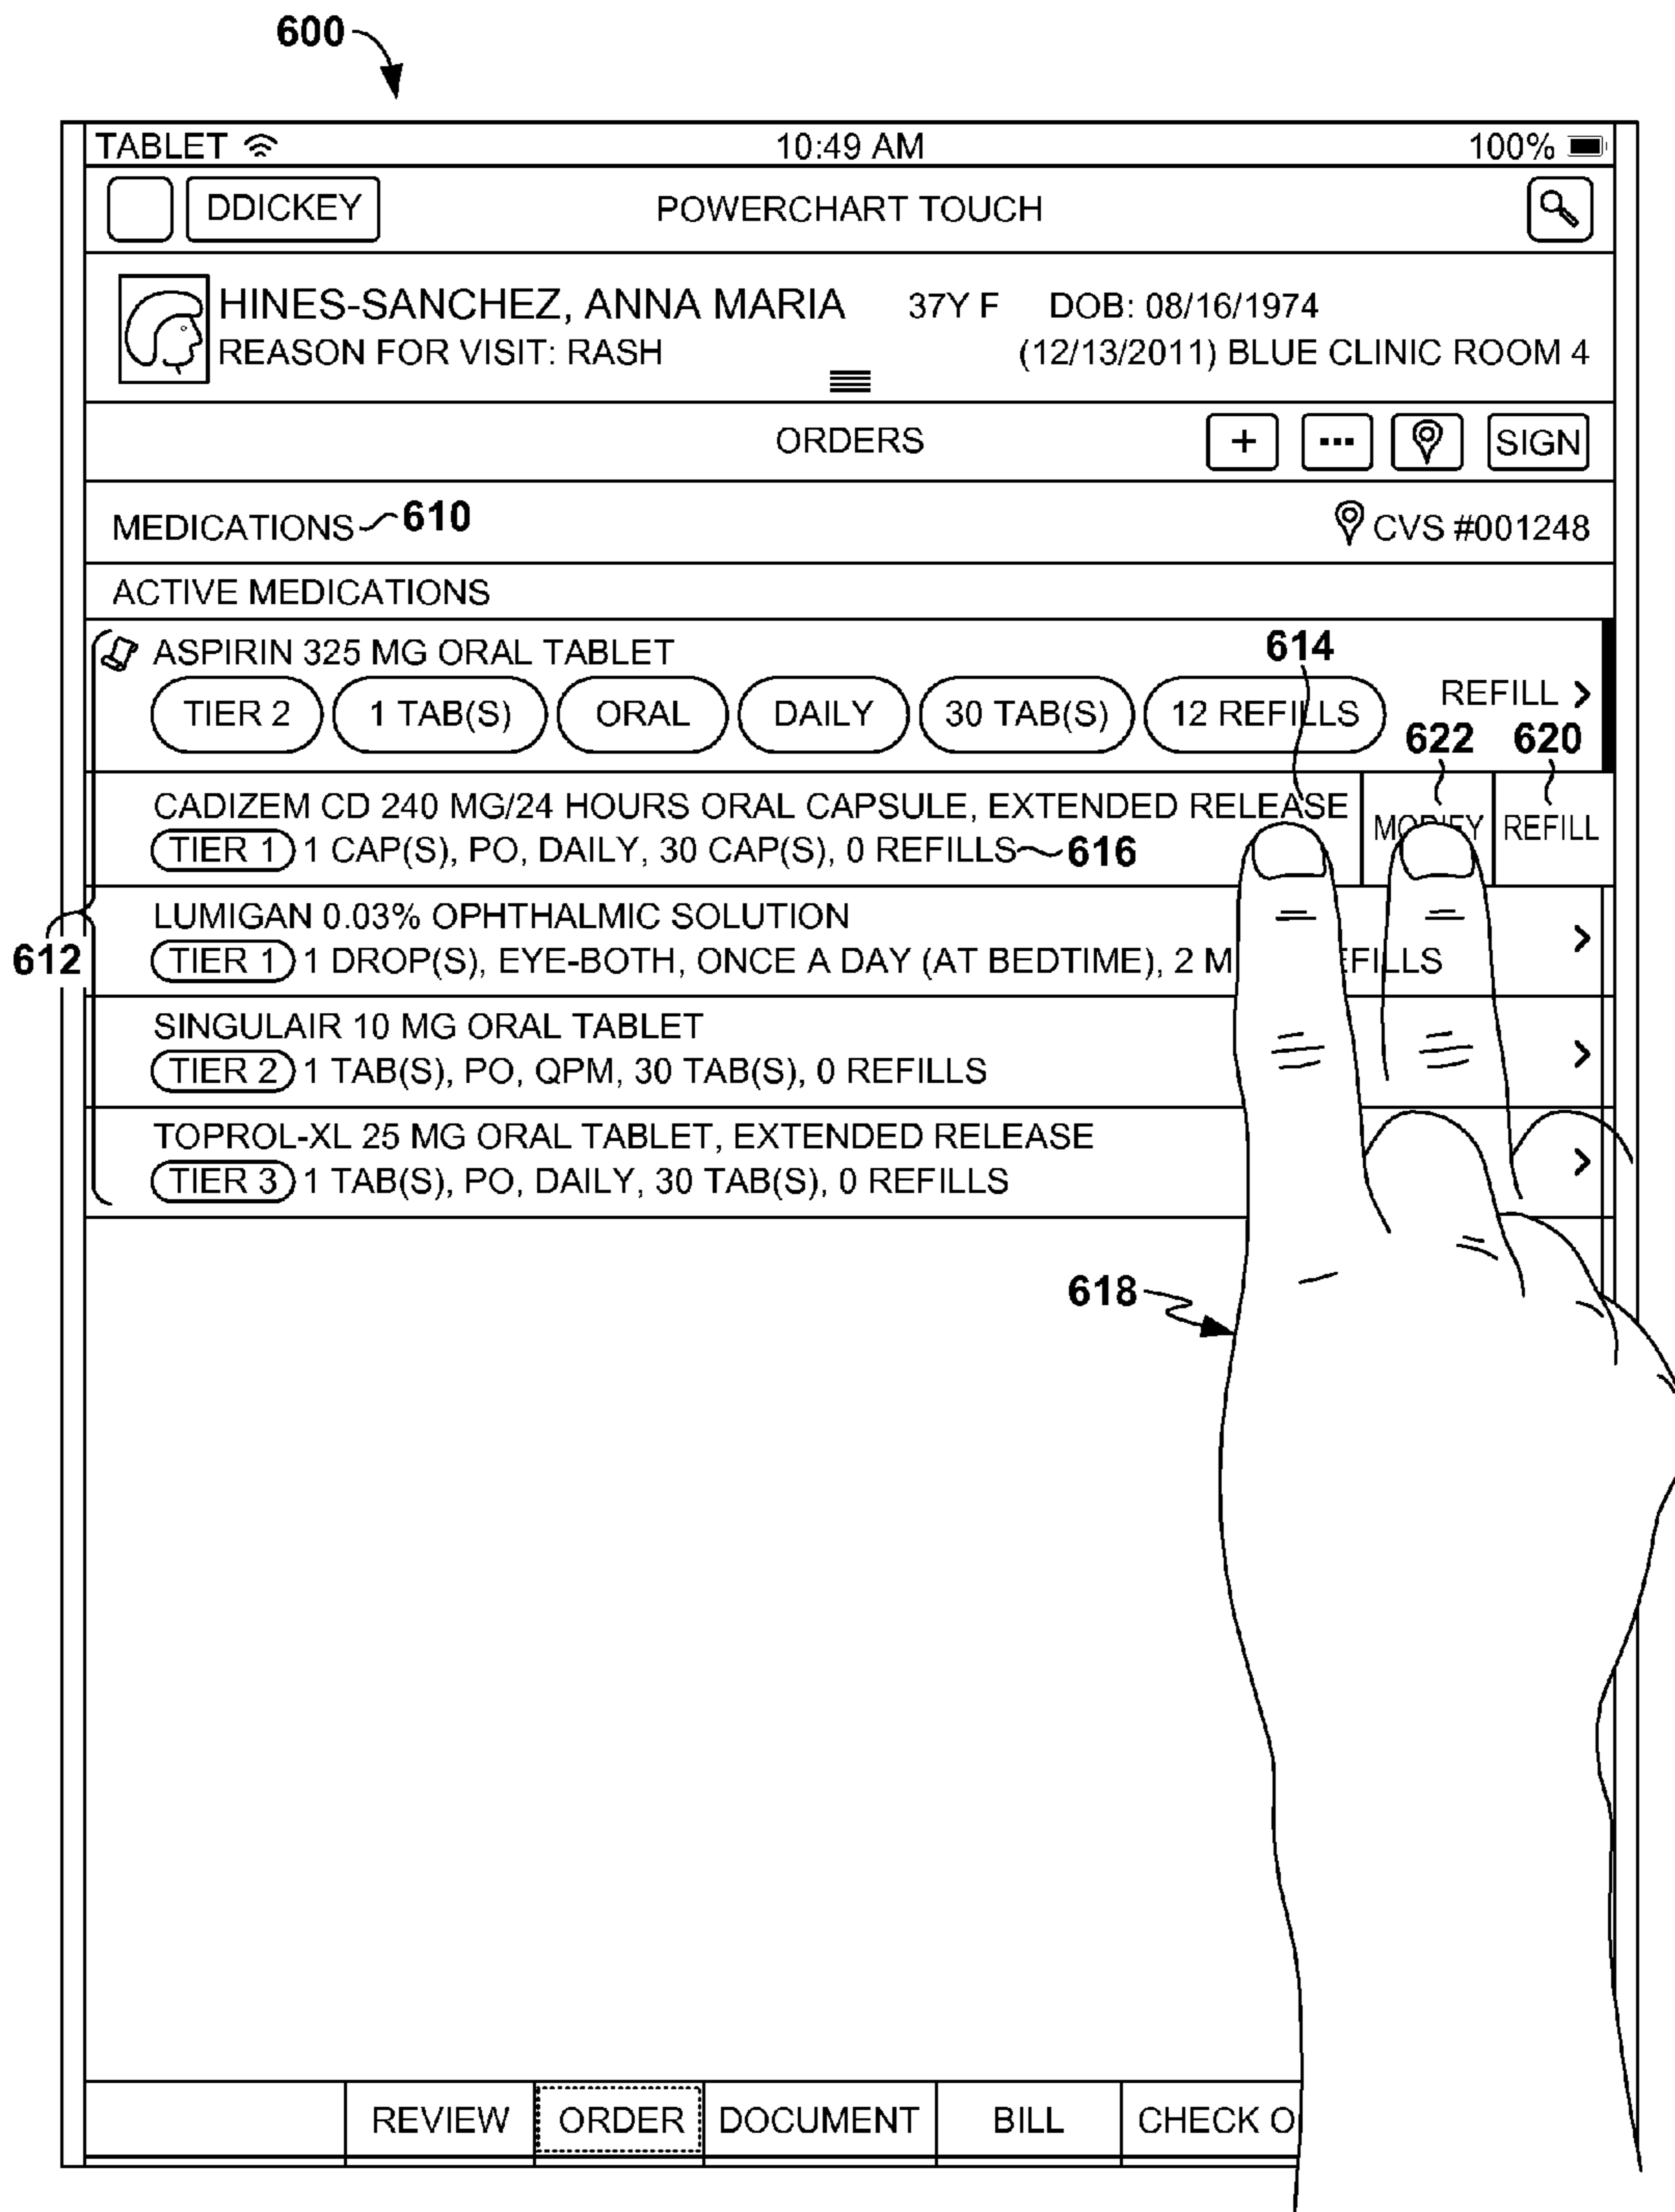 600
TABLET 10:49 AM 100%
DDICKEY POWERCHART TOUCH
HINES-SANCHEZ, ANNA MARIA 37Y F DOB: 08/16/1974
REASON FOR VISIT: RASH (12/13/2011) BLUE CLINIC ROOM 4
ORDERS + ... SIGN
MEDICATIONS 610 CVS #001248
ACTIVE MEDICATIONS
ASPIRIN 325 MG ORAL TABLET 614
TIER 2 1 TAB(S) ORAL DAILY 30 TAB(S) 12 REFILLS REFILL >
622 620
CADIZEM CD 240 MG/24 HOURS ORAL CAPSULE, EXTENDED RELEASE MODIFY REFILL
TIER 1 1 CAP(S), PO, DAILY, 30 CAP(S), 0 REFILLS 616
LUMIGAN 0.03% OPHTHALMIC SOLUTION >
612 TIER 1 1 DROP(S), EYE-BOTH, ONCE A DAY (AT BEDTIME), 2 M EFILLS
SINGULAIR 10 MG ORAL TABLET >
TIER 2 1 TAB(S), PO, QPM, 30 TAB(S), 0 REFILLS
TOPROL-XL 25 MG ORAL TABLET, EXTENDED RELEASE >
TIER 3 1 TAB(S), PO, DAILY, 30 TAB(S), 0 REFILLS
618
REVIEW ORDER DOCUMENT BILL CHECK O